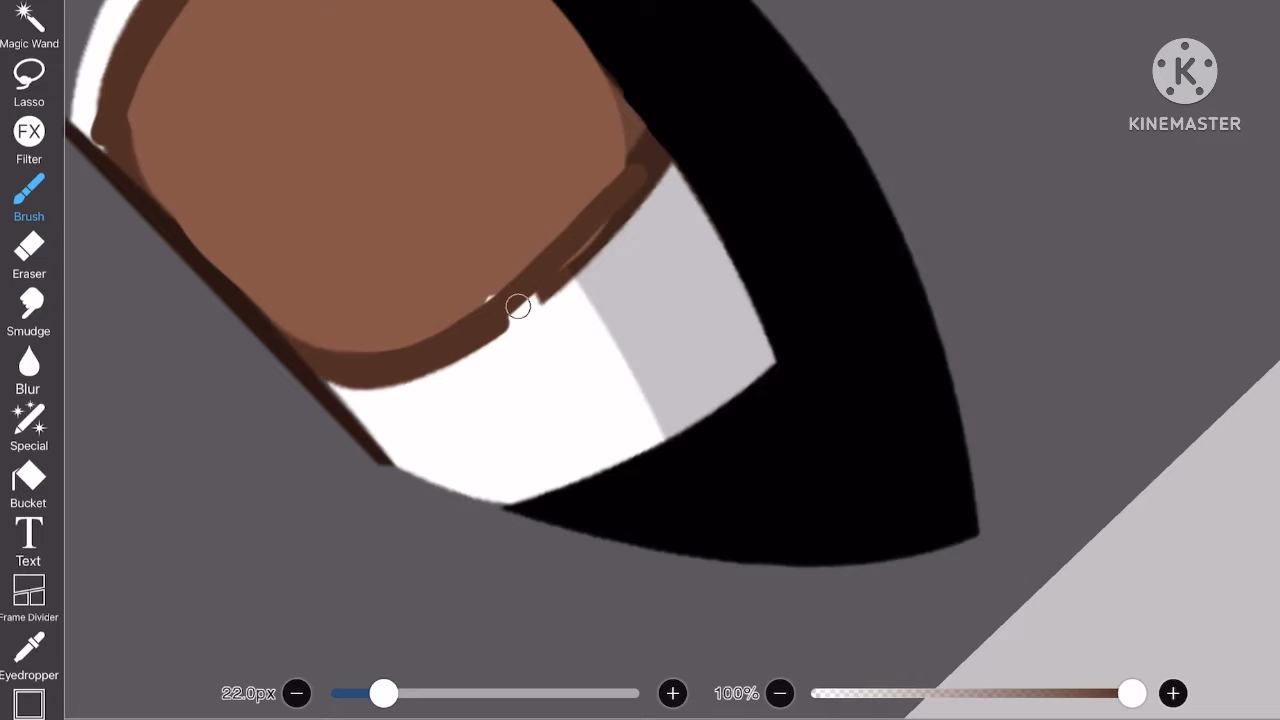 Magic Wand
Lasso
FX
Filter
Brush
Eraser
Smudge
Blur
Special
Bucket
T
Text
Frame Divider
Eyedropper
22.0px
100%
K
KINEMASTER